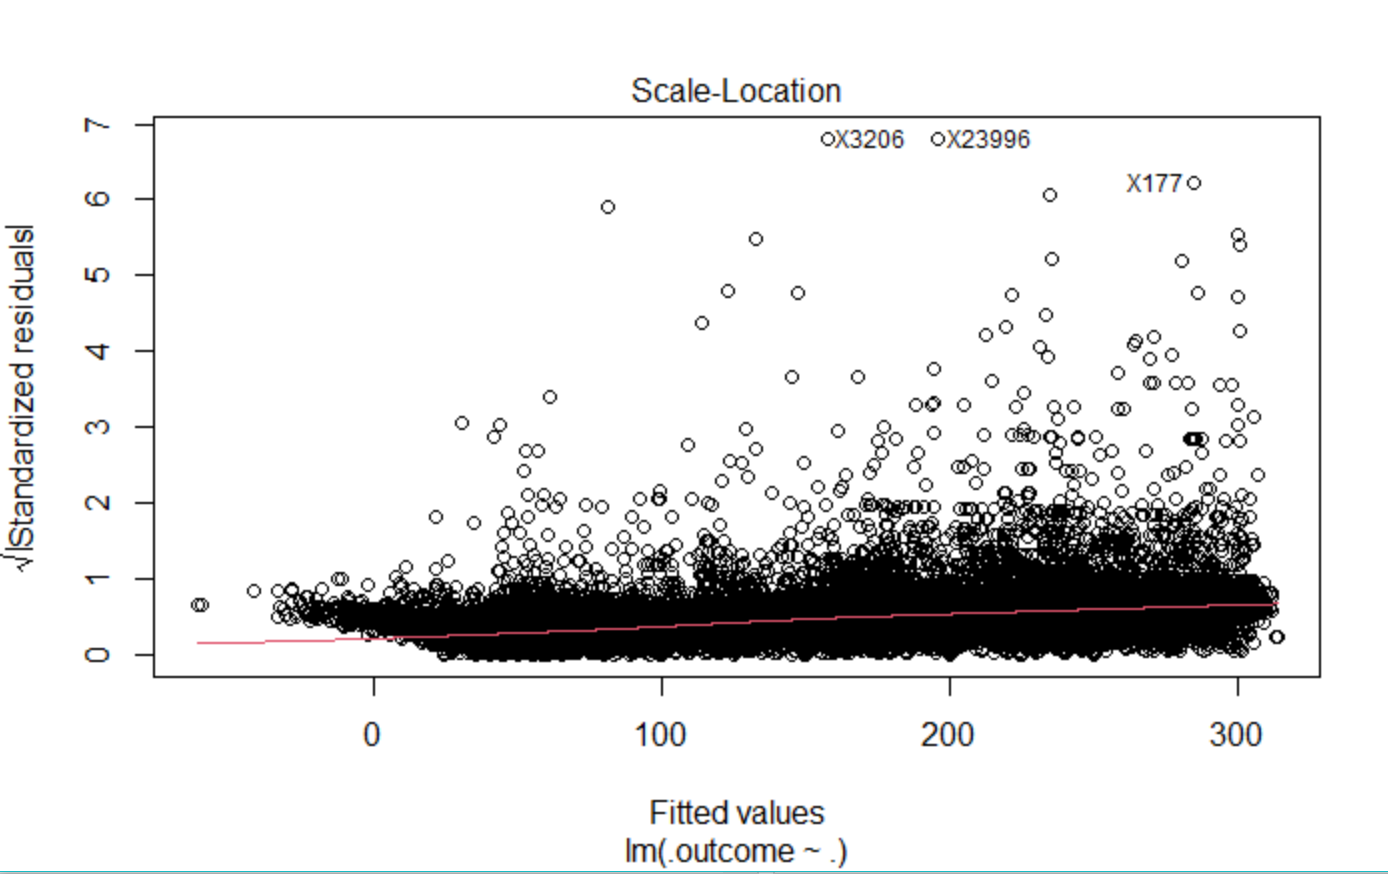 Scale-Location
7
X3206
X23996
X177
6
5
4
3
2
1
0
√|Standardized residuals|
0 100 200 300
Fitted values
lm(.outcome ~ .)